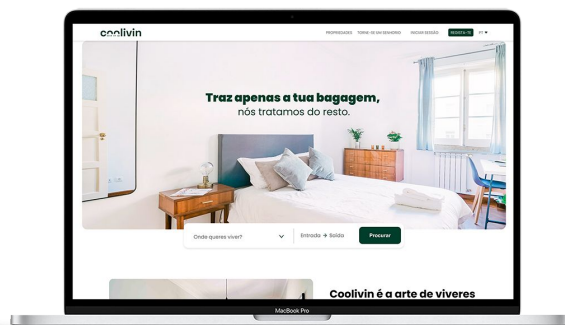 coolivin
PROPRIEDADES TORNE-SE UM SENHORIO INICIAR SESSÃO REGISTA-TE PT
Traz apenas a tua bagagem,
nós tratamos do resto.
Onde queres viver? Entrada → Saída Procurar
Coolivin é a arte de viveres
MacBook Pro